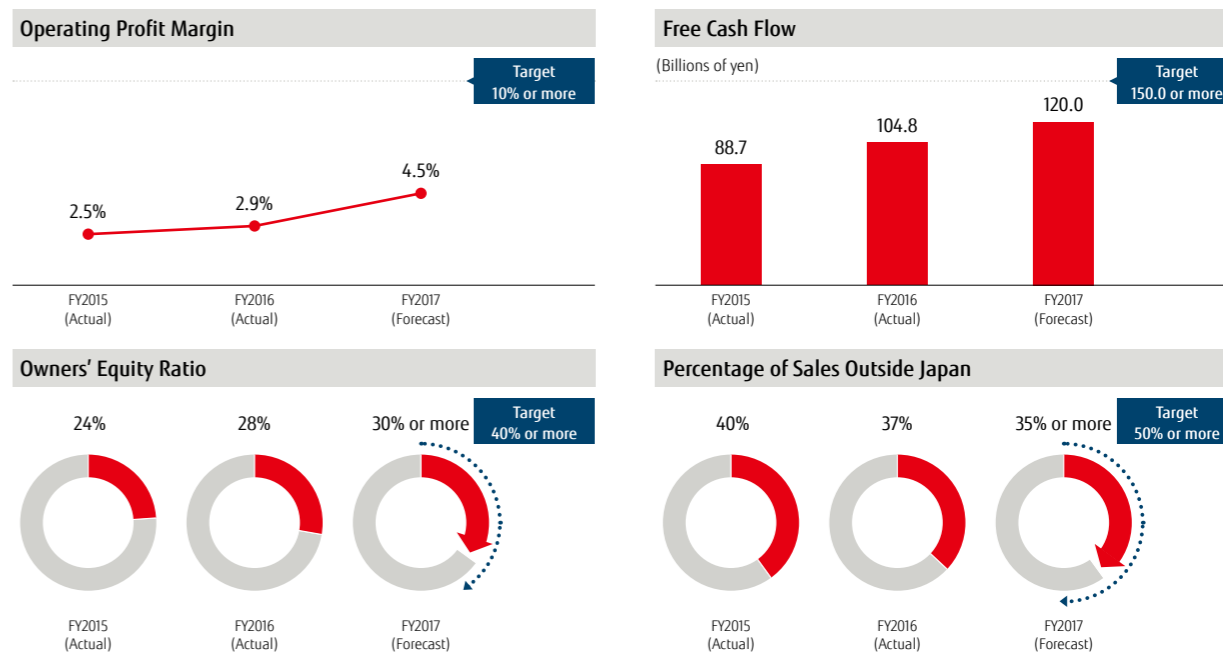 Operating Profit Margin
Target
10% or more
2.5%
2.9%
4.5%
FY2015
(Actual)
FY2016
(Actual)
FY2017
(Forecast)
Free Cash Flow
(Billions of yen)
Target
150.0 or more
88.7
104.8
120.0
FY2015
(Actual)
FY2016
(Actual)
FY2017
(Forecast)
Owners' Equity Ratio
Target
40% or more
24%
28%
30% or more
FY2015
(Actual)
FY2016
(Actual)
FY2017
(Forecast)
Percentage of Sales Outside Japan
Target
50% or more
40%
37%
35% or more
FY2015
(Actual)
FY2016
(Actual)
FY2017
(Forecast)